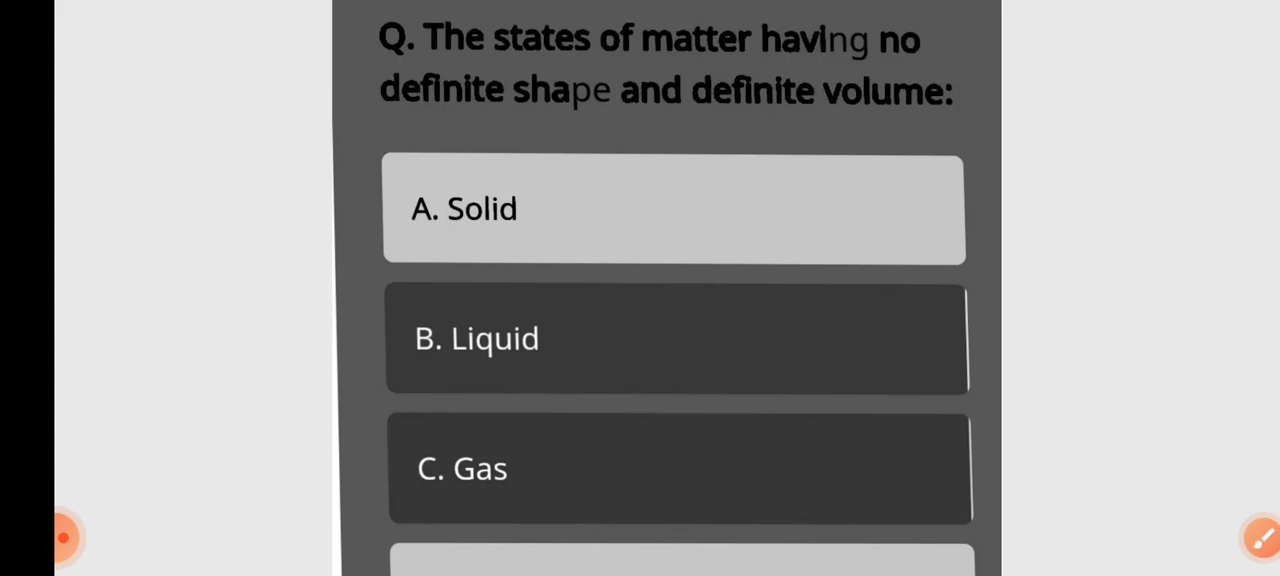 Q. The states of matter having no
definite shape and definite volume:
A. Solid
B. Liquid
C. Gas